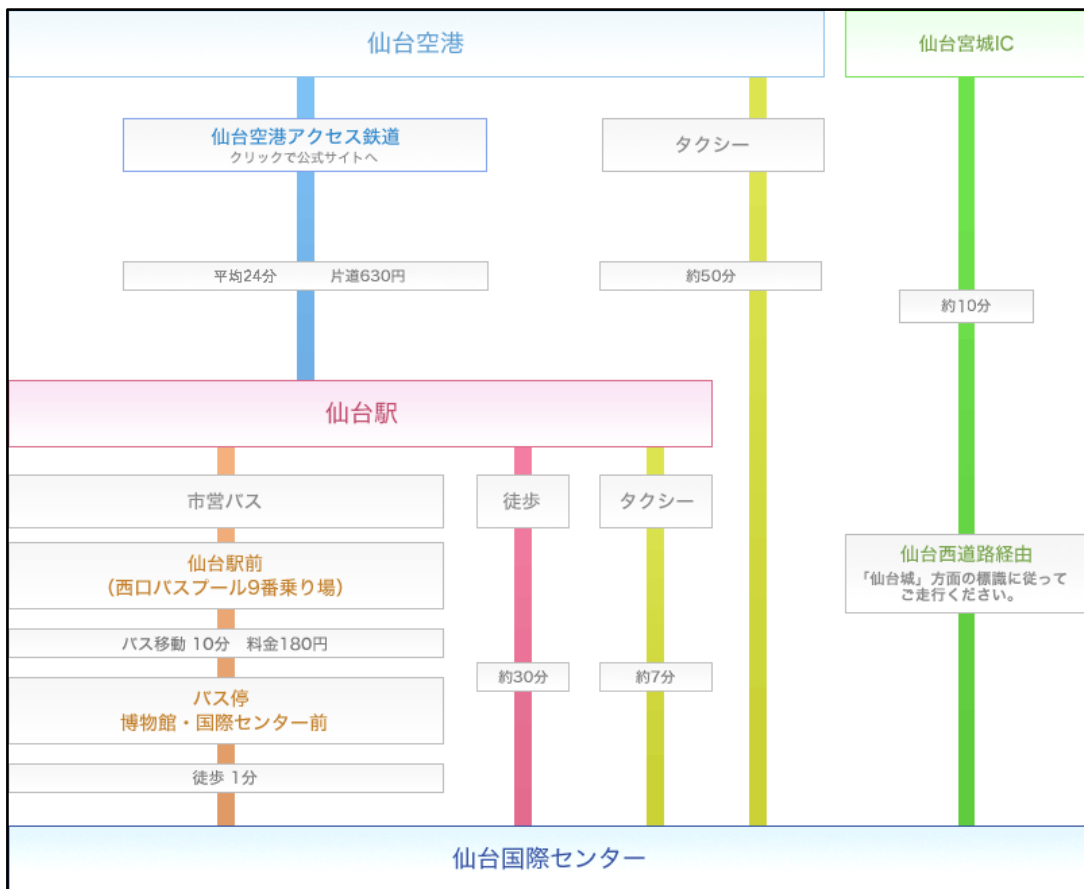 仙台空港
仙台宮城IC
仙台空港アクセス鉄道
クリックで公式サイトへ
タクシー
平均24分 片道630円
約50分
約10分
仙台駅
市営バス
徒歩
タクシー
仙台駅前
(西口バスプール9番乗り場)
仙台西道路経由
「仙台城」方面の標識に従って
ご走行ください。
バス移動 10分 料金180円
約30分
約7分
バス停
博物館・国際センター前
徒歩 1分
仙台国際センター